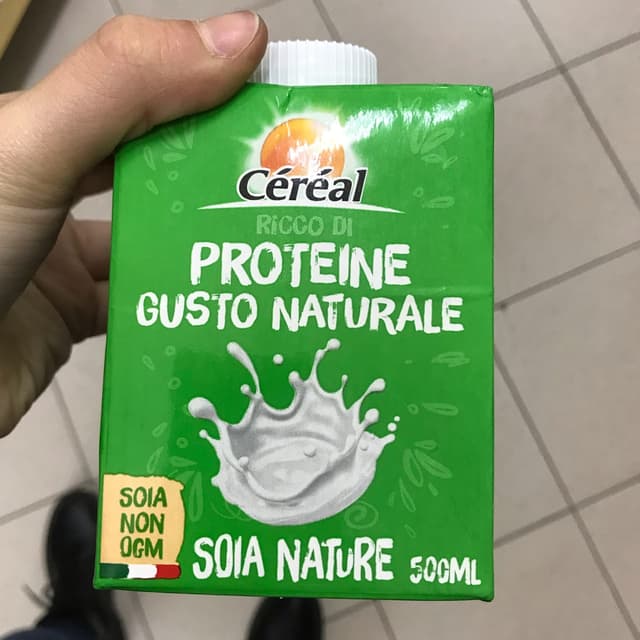 Céréal
RICCO DI
PROTEINE
GUSTO NATURALE
SOIA
NON
OGM
SOIA NATURE 500ML